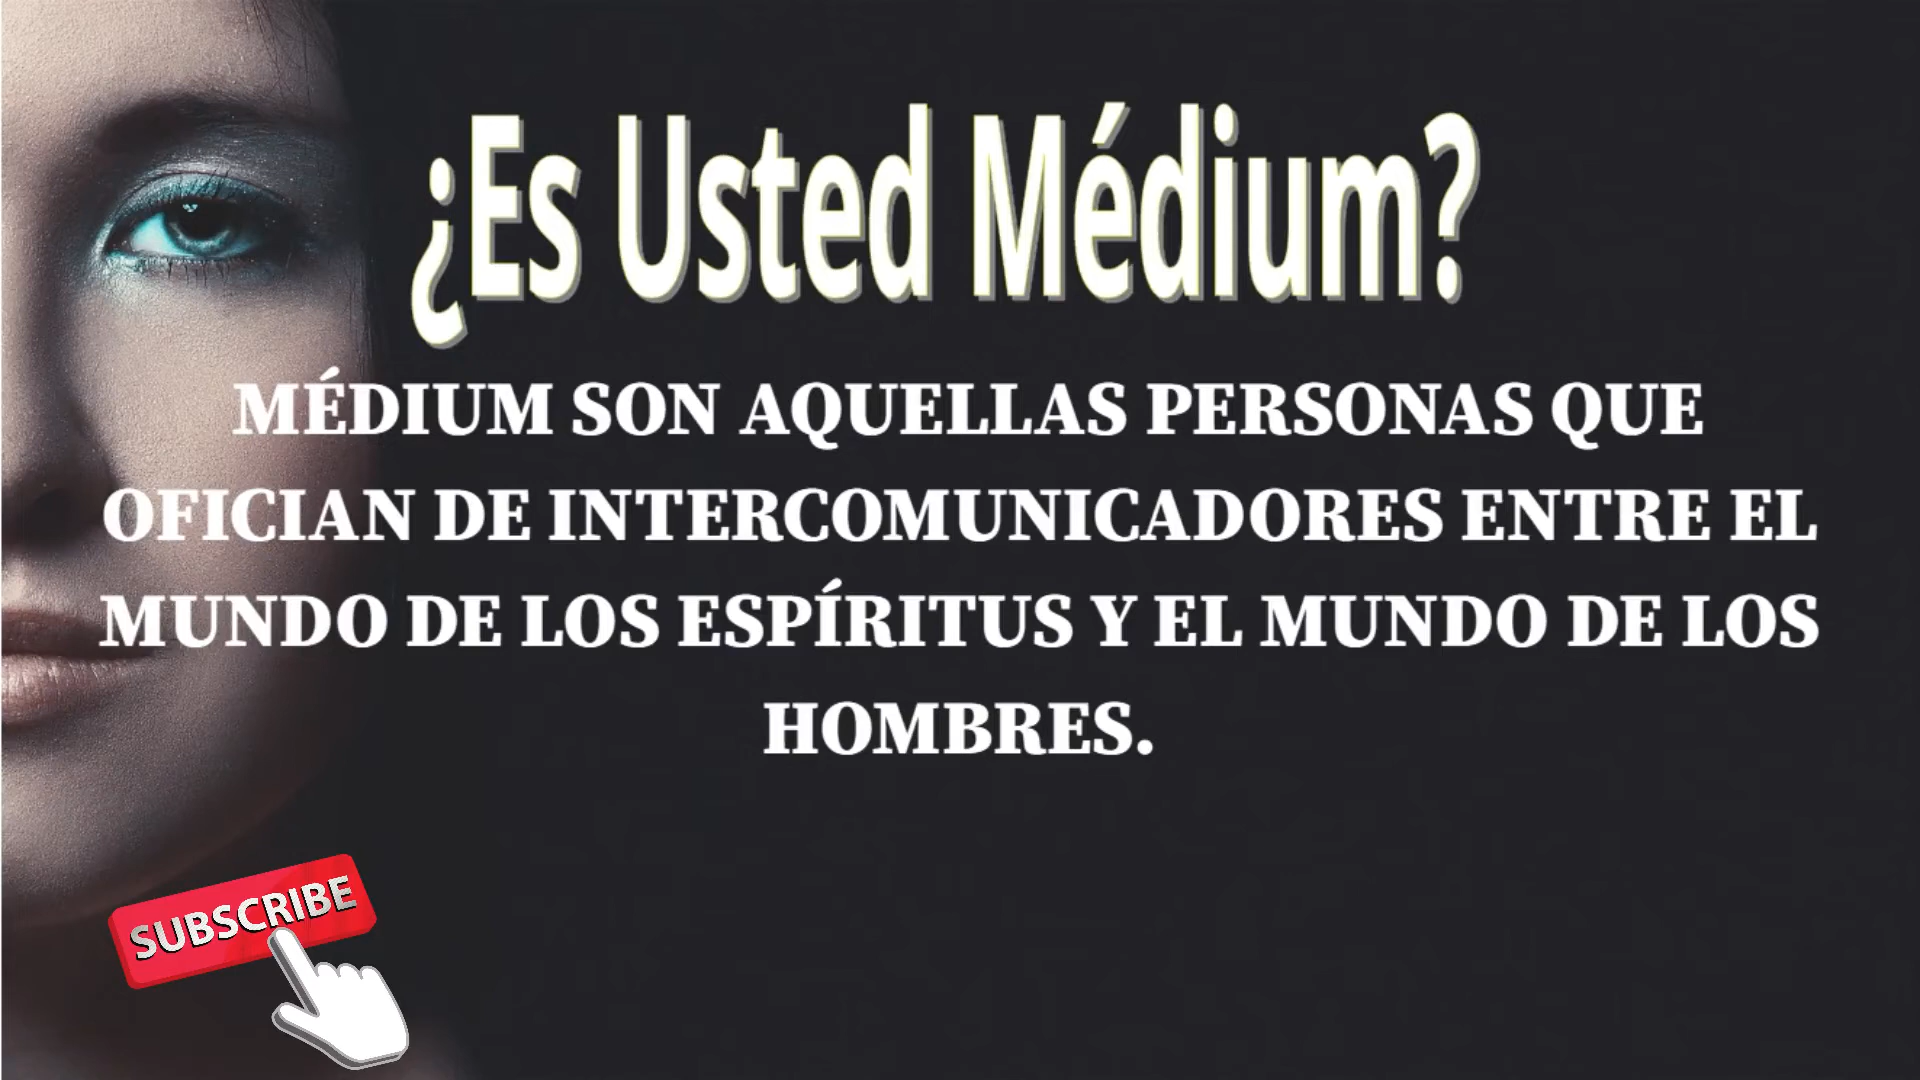 ¿Es Usted Médium?
MÉDIUM SON AQUELLAS PERSONAS QUE
OFICIAN DE INTERCOMUNICADORES ENTRE EL
MUNDO DE LOS ESPÍRITUS Y EL MUNDO DE LOS
HOMBRES.
SUBSCRIBE